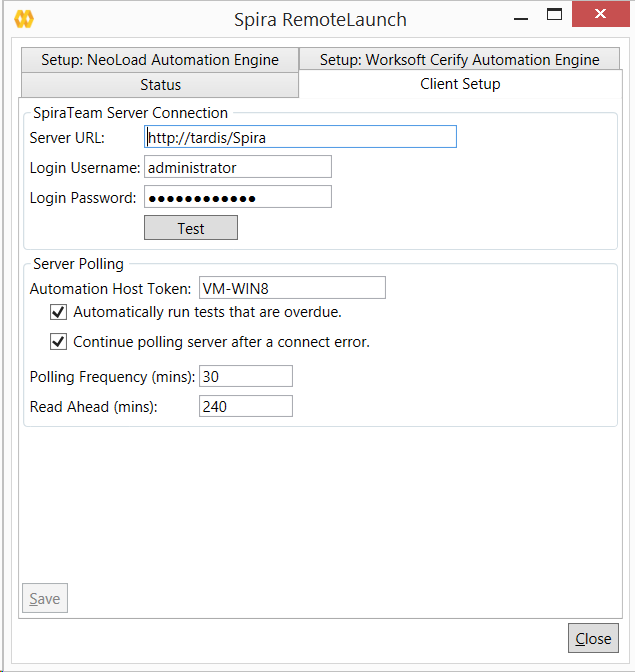 Spira RemoteLaunch
Setup: NeoLoad Automation Engine
Setup: Worksoft Cerify Automation Engine
Status
Client Setup
SpiraTeam Server Connection
Server URL: http://tardis/Spira
Login Username: administrator
Login Password: ●●●●●●●●●●●●
Test
Server Polling
Automation Host Token: VM-WIN8
Automatically run tests that are overdue.
Continue polling server after a connect error.
Polling Frequency (mins): 30
Read Ahead (mins): 240
Save
Close